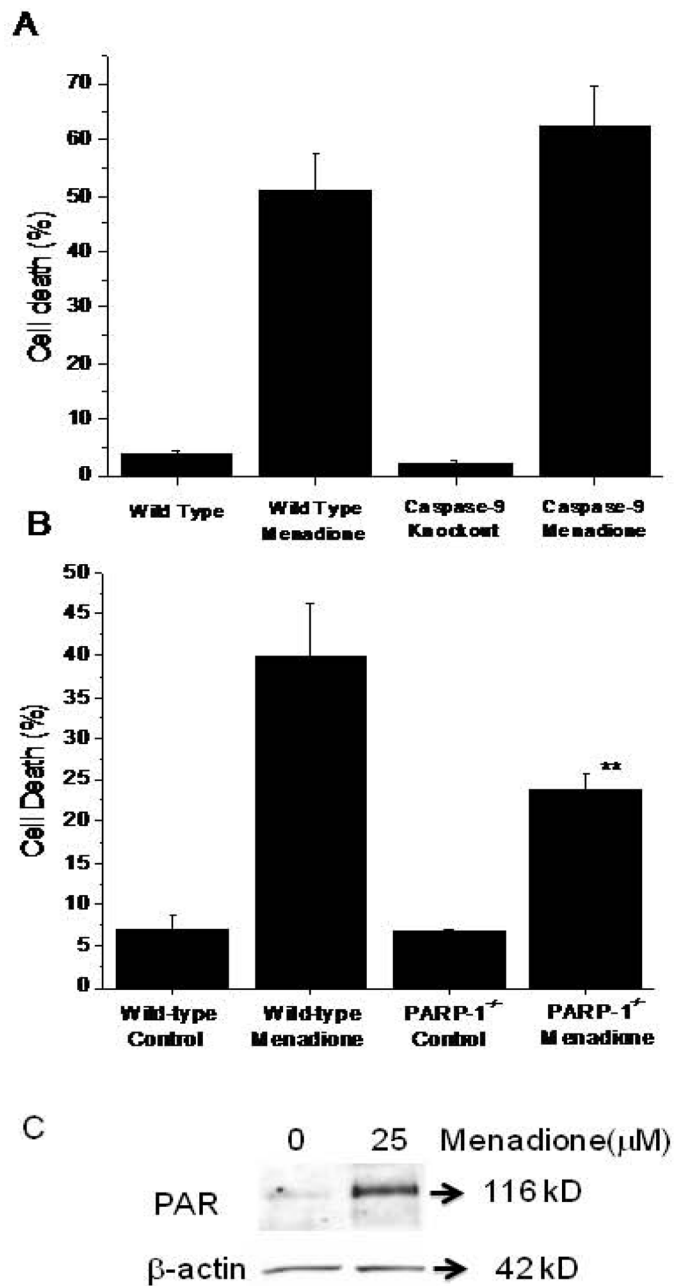 A
Cell death (%)
70
60
50
40
30
20
10
0
Wild Type
Wild Type
Menadione
Caspase-9
Knockout
Caspase-9
Menadione
B
Cell Death (%)
50
45
40
35
30
25
20
15
10
5
0
**
Wild-type
Control
Wild-type
Menadione
PARP-1-/-
Control
PARP-1-/-
Menadione
C
0 25 Menadione(μM)
PAR 116 kD
β-actin 42 kD